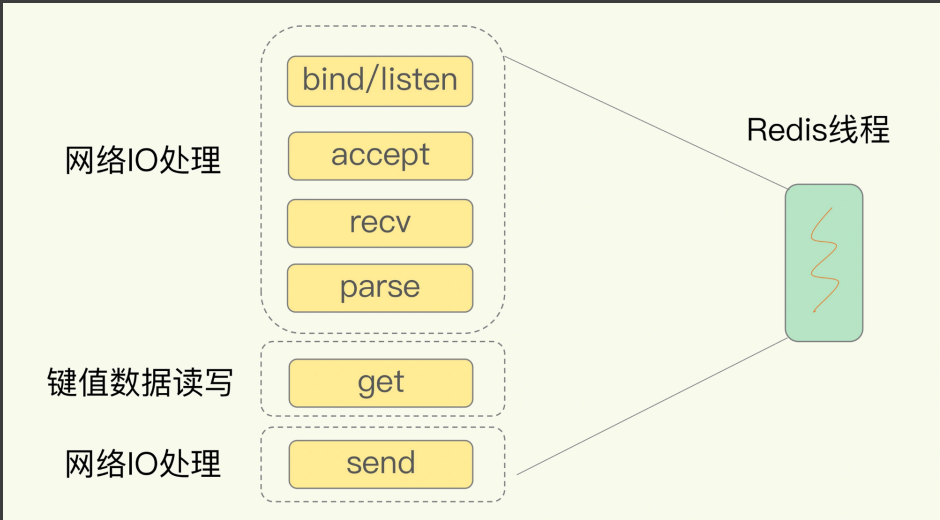 bind/listen
Redis线程
网络IO处理
accept
recv
parse
键值数据读写
get
网络IO处理
send